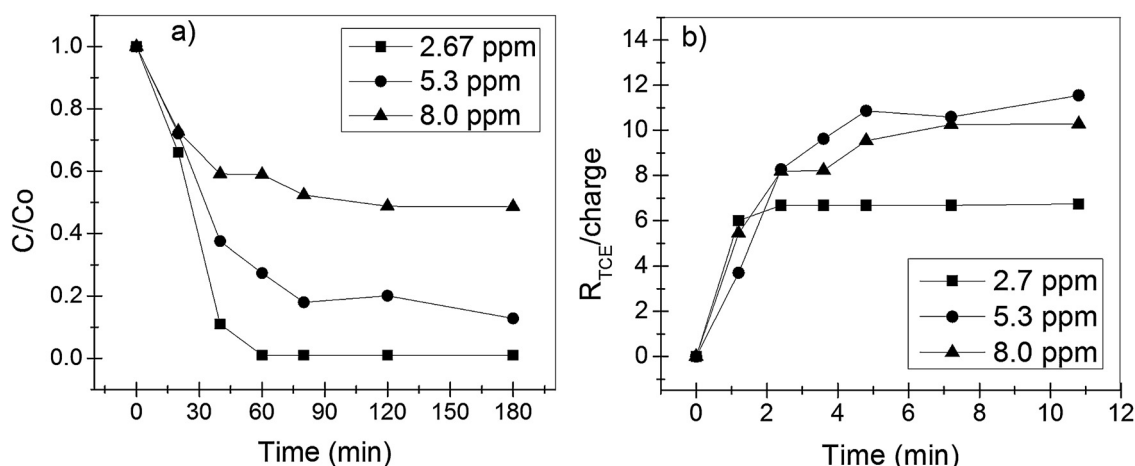 a)
2.67 ppm
5.3 ppm
8.0 ppm
1.0
0.8
0.6
0.4
0.2
0.0
C/Co
0 30 60 90 120 150 180
Time (min)
b)
14
12
10
8
6
4
2
0
R_TCE/charge
2.7 ppm
5.3 ppm
8.0 ppm
0 2 4 6 8 10 12
Time (min)